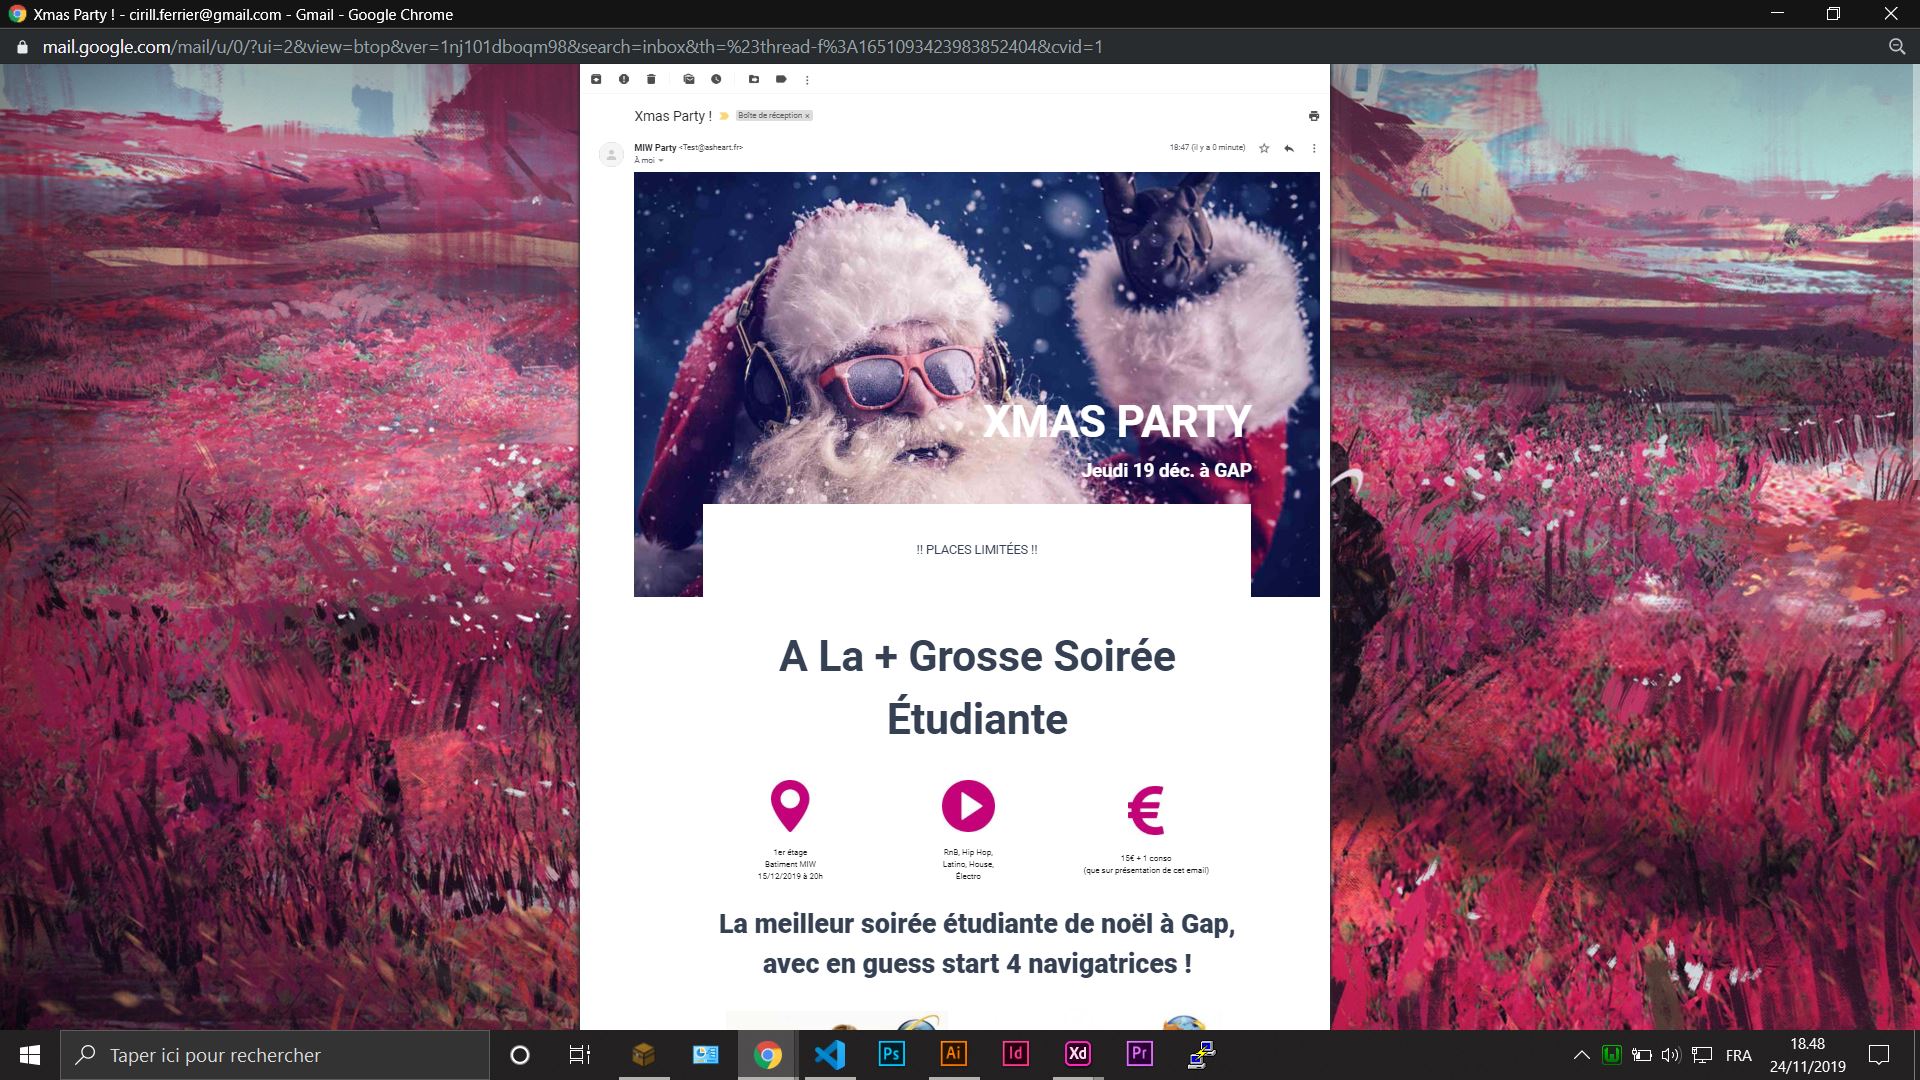 Xmas Party ! - cirill.ferrier@gmail.com - Gmail - Google Chrome
mail.google.com/mail/u/0/?ui=2&view=btop&ver=1nj101dboqm98&search=inbox&th=%23thread-f%3A1651093423983852404&cvid=1
Xmas Party ! Boîte de réception ×
MIW Party <Test@asheart.fr> 18:47 (il y a 0 minute)
À moi
XMAS PARTY
Jeudi 19 déc. à GAP
!! PLACES LIMITÉES !!
A La + Grosse Soirée
Étudiante
1er étage
Batiment MIW
15/12/2019 à 20h
RnB, Hip Hop,
Latino, House,
Électro
15€ + 1 conso
(que sur présentation de cet email)
La meilleur soirée étudiante de noël à Gap,
avec en guess start 4 navigatrices !
Taper ici pour rechercher
Ps
Ai
Id
Xd
Pr
FRA
18.48
24/11/2019